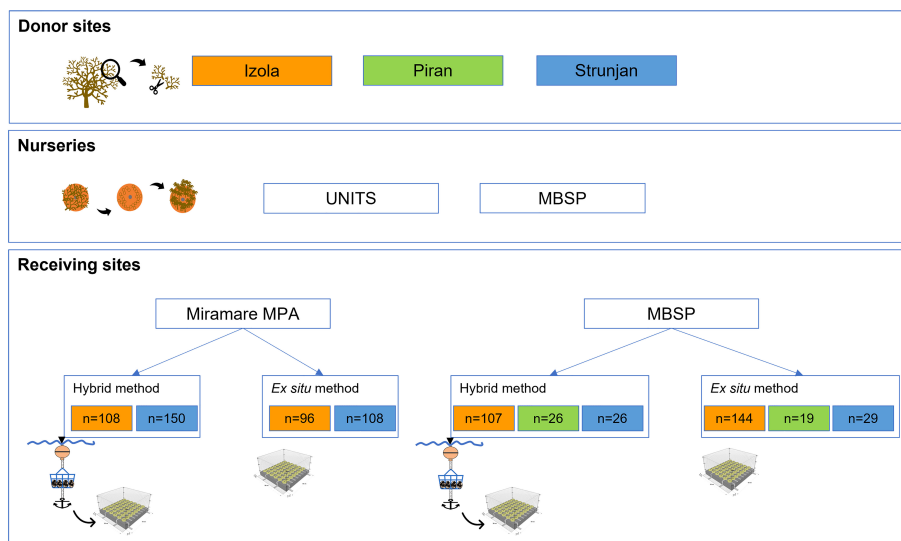 Donor sites
Izola
Piran
Strunjan
Nurseries
UNITS
MBSP
Receiving sites
Miramare MPA
MBSP
Hybrid method
n=108
n=150
Ex situ method
n=96
n=108
Hybrid method
n=107
n=26
n=26
Ex situ method
n=144
n=19
n=29